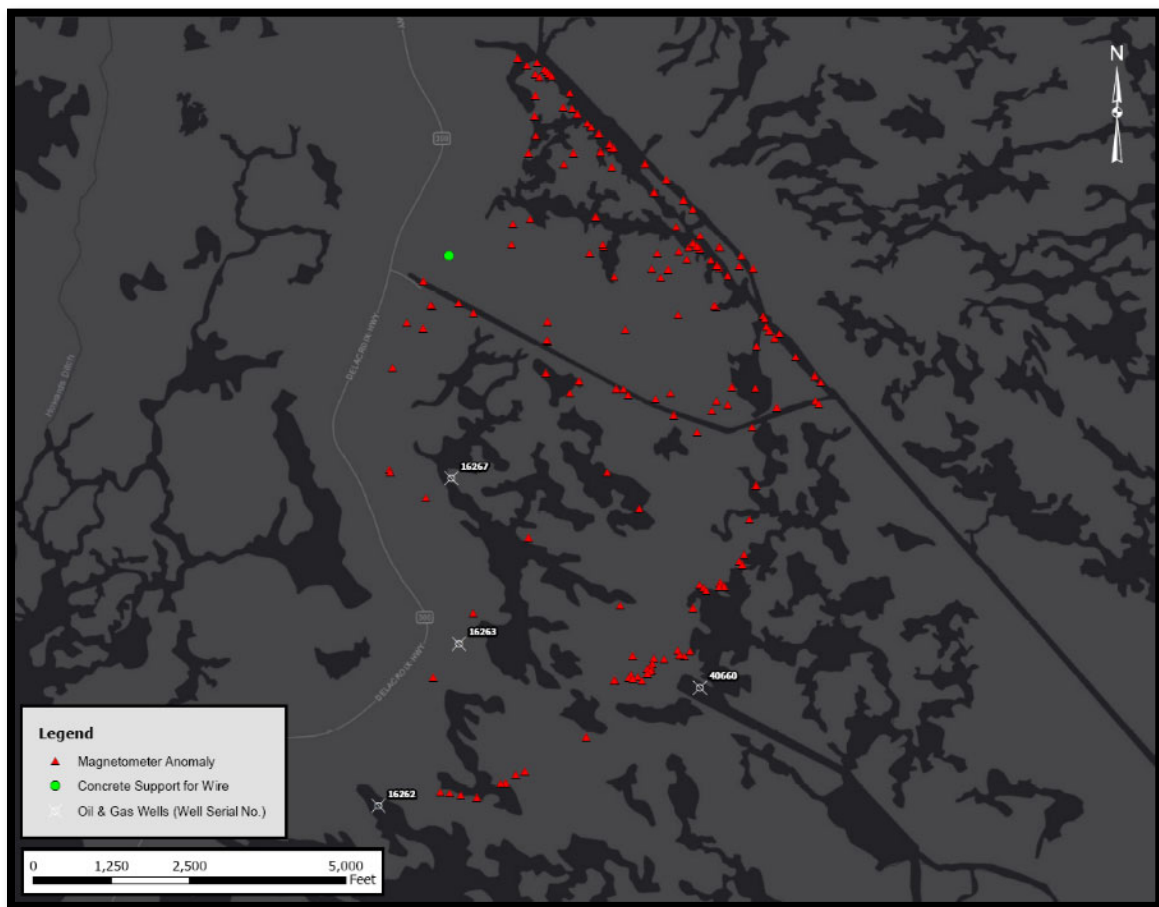 HWY
N
300
DELACROIX HWY
16267
300
16263
DELACROIX HWY
40660
16262
Legend
Magnetometer Anomaly
Concrete Support for Wire
Oil & Gas Wells (Well Serial No.)
0 1,250 2,500 5,000
Feet